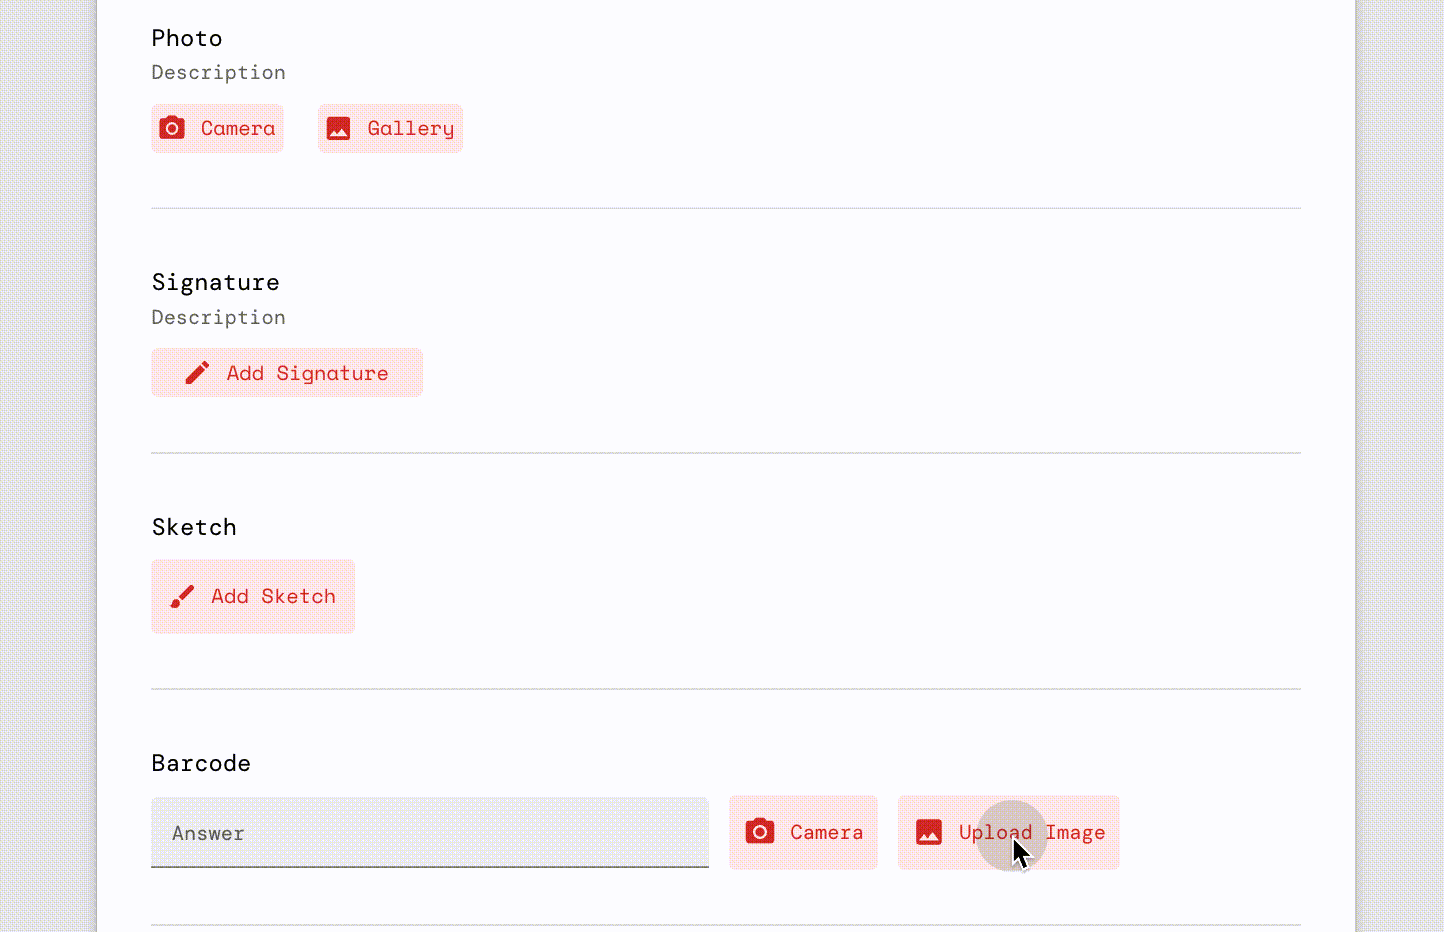 Photo
Description
Camera Gallery
Signature
Description
Add Signature
Sketch
Add Sketch
Barcode
Answer Camera Upload Image